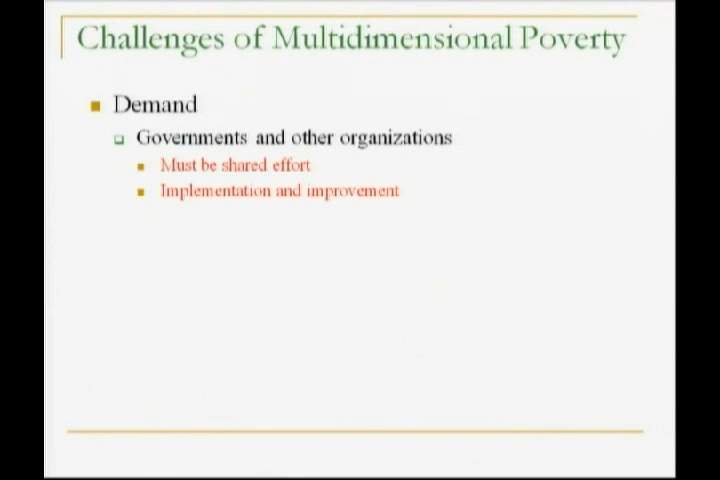 Challenges of Multidimensional Poverty
Demand
Governments and other organizations
Must be shared effort
Implementation and improvement